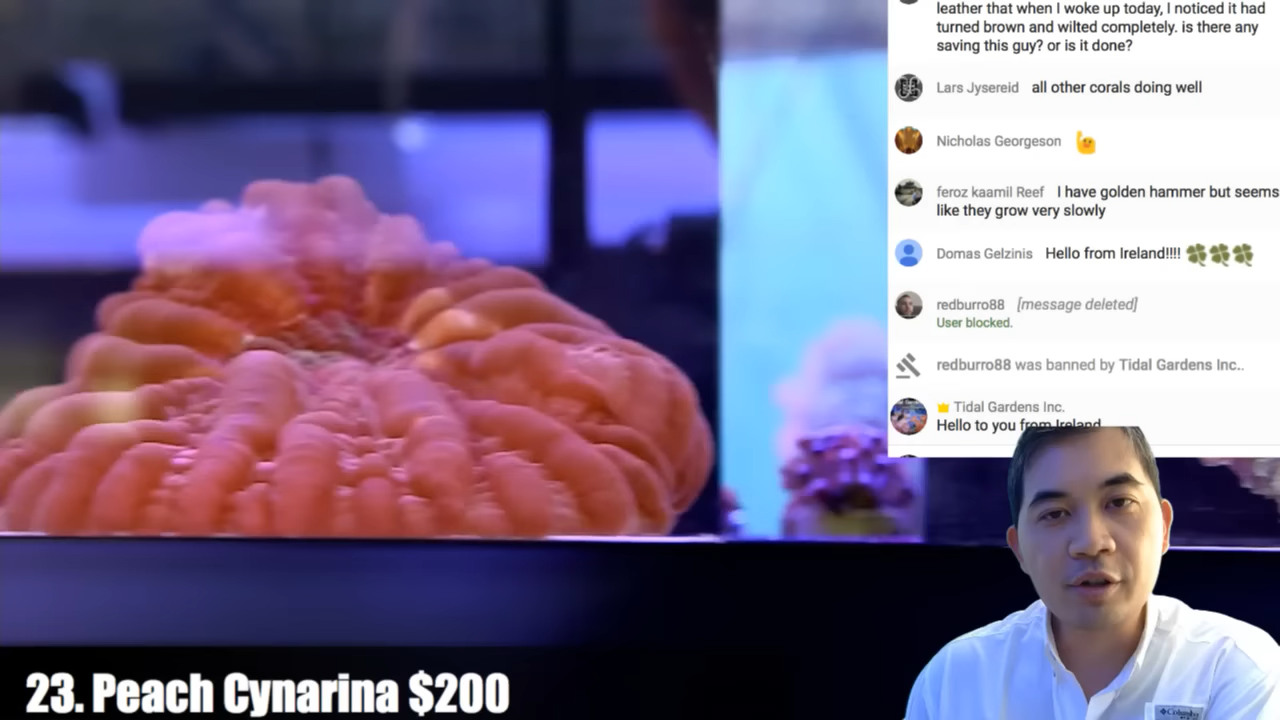 leather that when I woke up today, I noticed it had
turned brown and wilted completely. is there any
saving this guy? or is it done?
Lars Jysereid all other corals doing well
Nicholas Georgeson
feroz kaamil Reef I have golden hammer but seems
like they grow very slowly
Domas Gelzinis Hello from Ireland!!!! 🍀🍀🍀
redburro88 [message deleted]
User blocked.
redburro88 was banned by Tidal Gardens Inc..
Tidal Gardens Inc.
Hello to you from Ireland
Columbia
23. Peach Cynarina $200